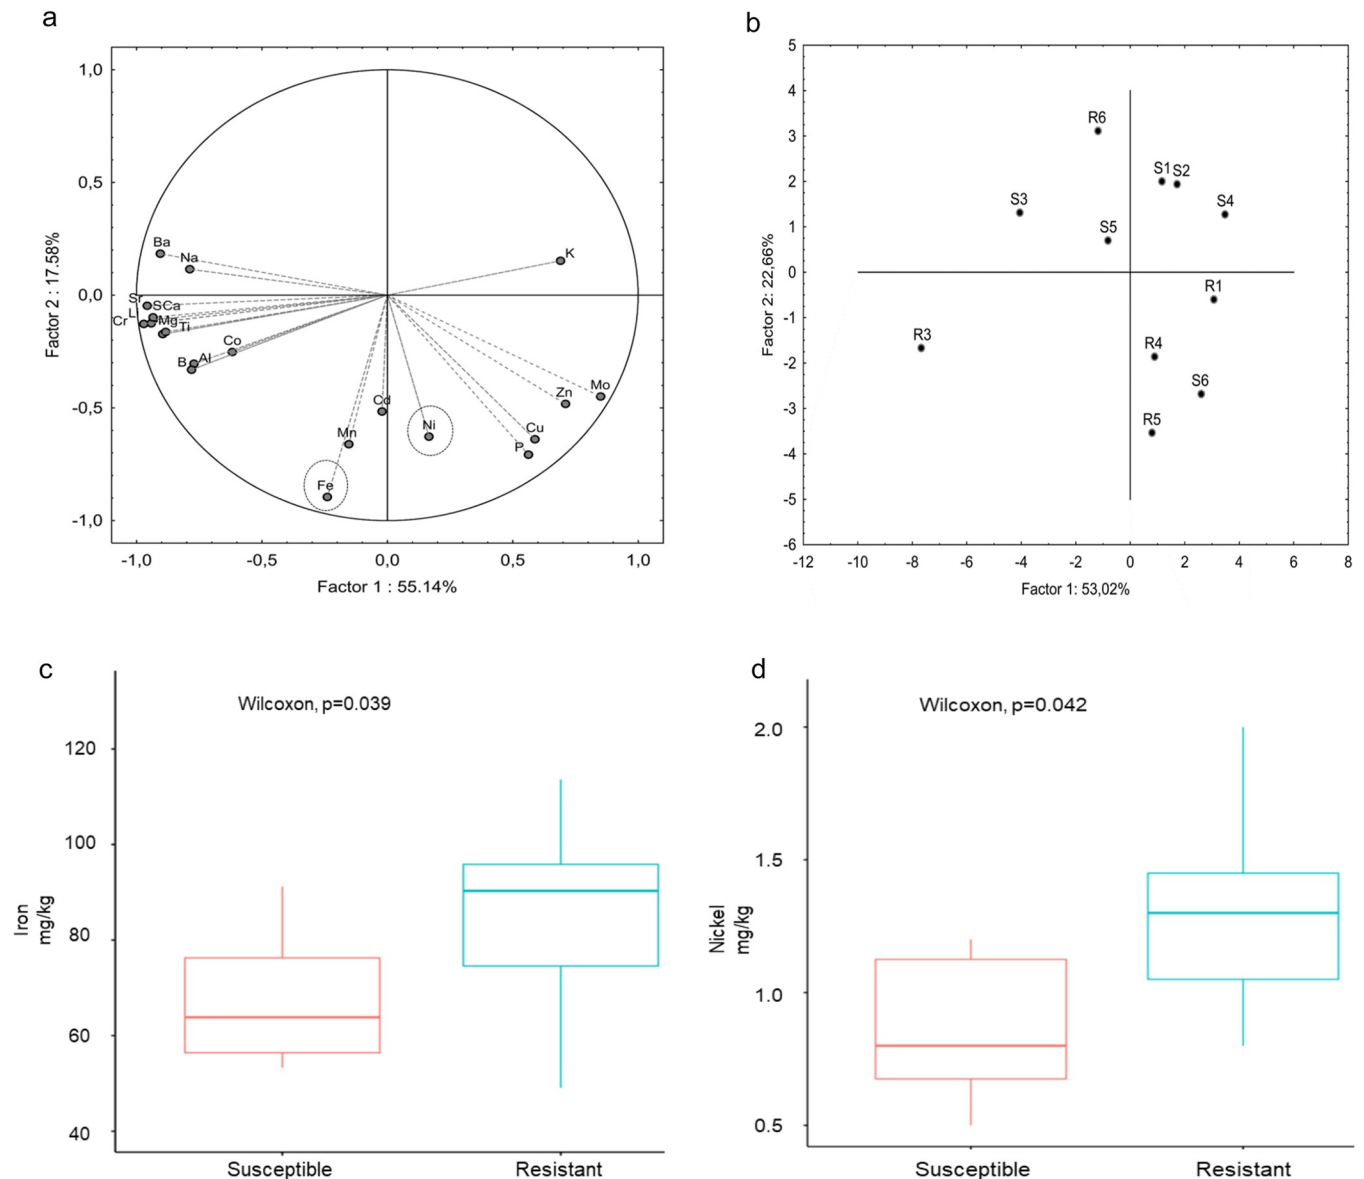 a
1,0
0,5
0,0
-0,5
-1,0
Factor 2 : 17.58%
Ba
Na
K
Sr
SCa
L
Cr
Mg
Ti
Co
B
Al
Cd
Mn
Ni
Fe
Zn
Mo
Cu
P
-1,0 -0,5 0,0 0,5 1,0
Factor 1 : 55.14%
b
5
4
3
2
1
0
-1
-2
-3
-4
-5
-6
Factor 2: 22,66%
R6
S1 S2
S3
S4
S5
R1
R3
R4
S6
R5
-12 -10 -8 -6 -4 -2 0 2 4 6 8
Factor 1: 53,02%
c
Wilcoxon, p=0.039
120
100
80
60
40
Iron
mg/kg
Susceptible Resistant
d
Wilcoxon, p=0.042
2.0
1.5
1.0
0.5
Nickel
mg/kg
Susceptible Resistant